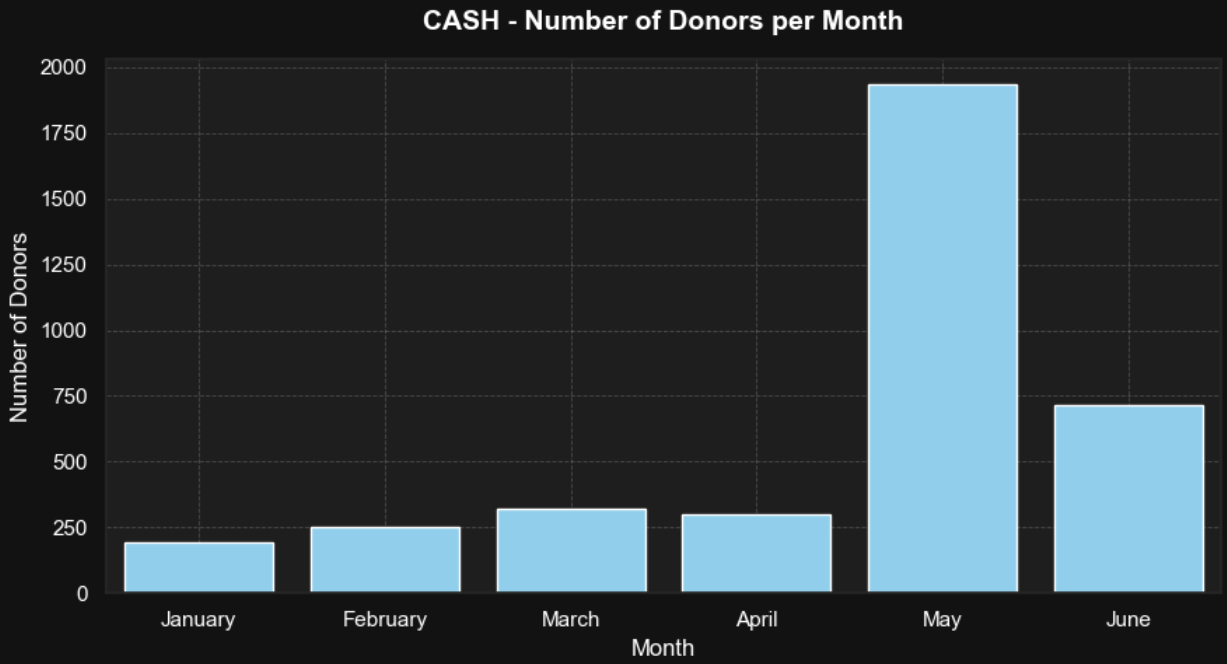 CASH - Number of Donors per Month
Number of Donors
2000
1750
1500
1250
1000
750
500
250
0
January February March April May June
Month